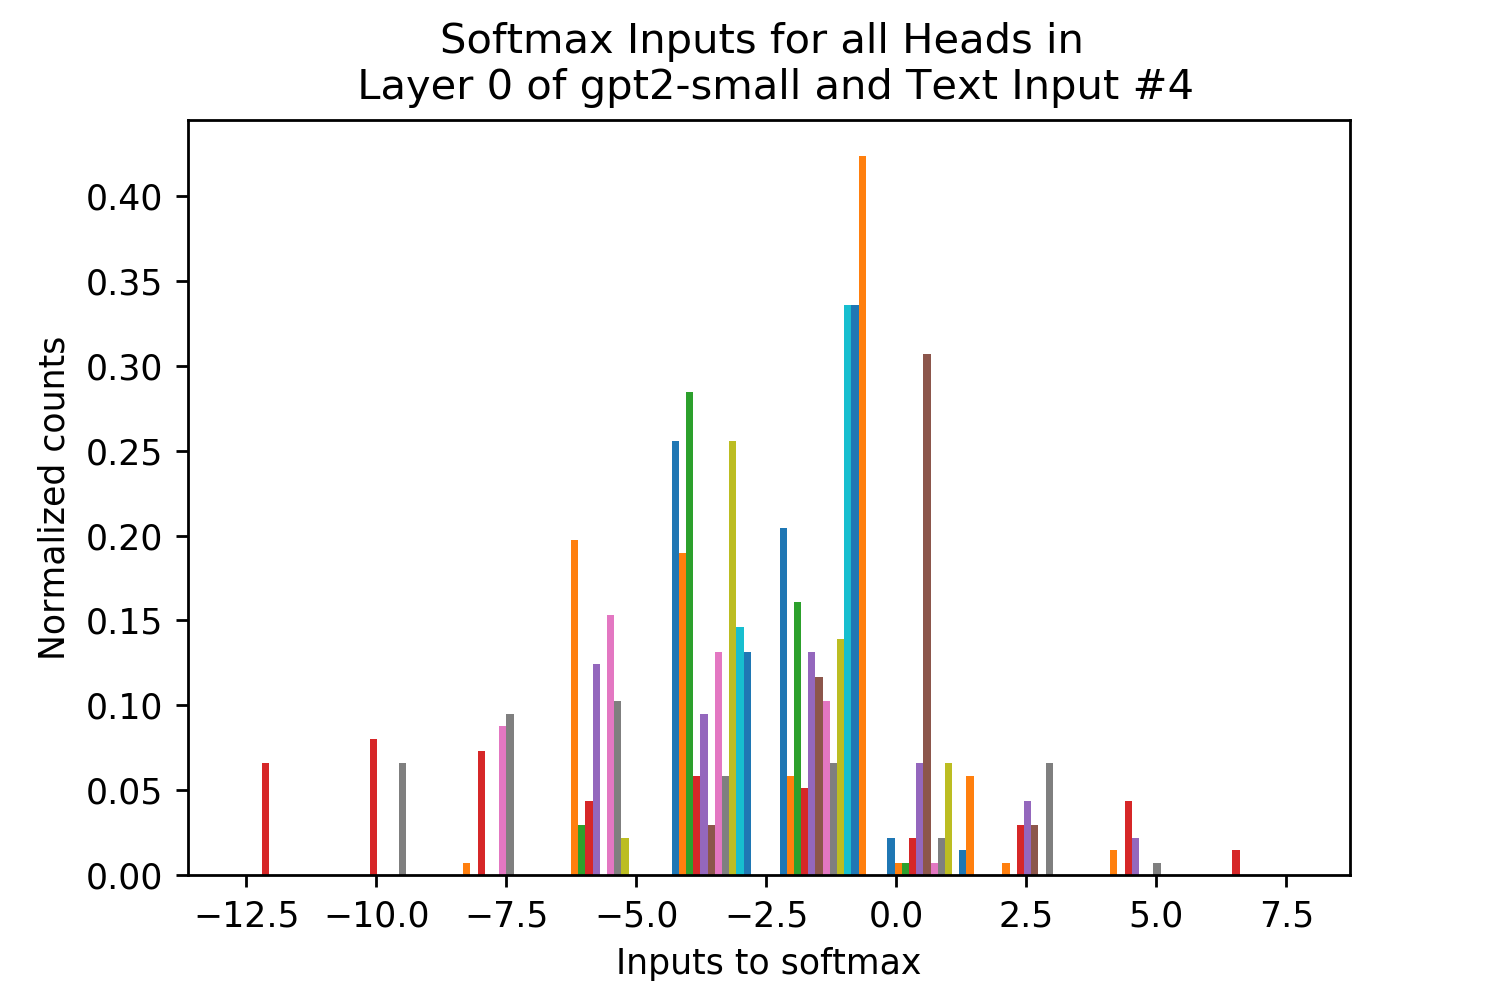 Softmax Inputs for all Heads in
Layer 0 of gpt2-small and Text Input #4
Normalized counts
0.40
0.35
0.30
0.25
0.20
0.15
0.10
0.05
0.00
−12.5 −10.0 −7.5 −5.0 −2.5 0.0 2.5 5.0 7.5
Inputs to softmax